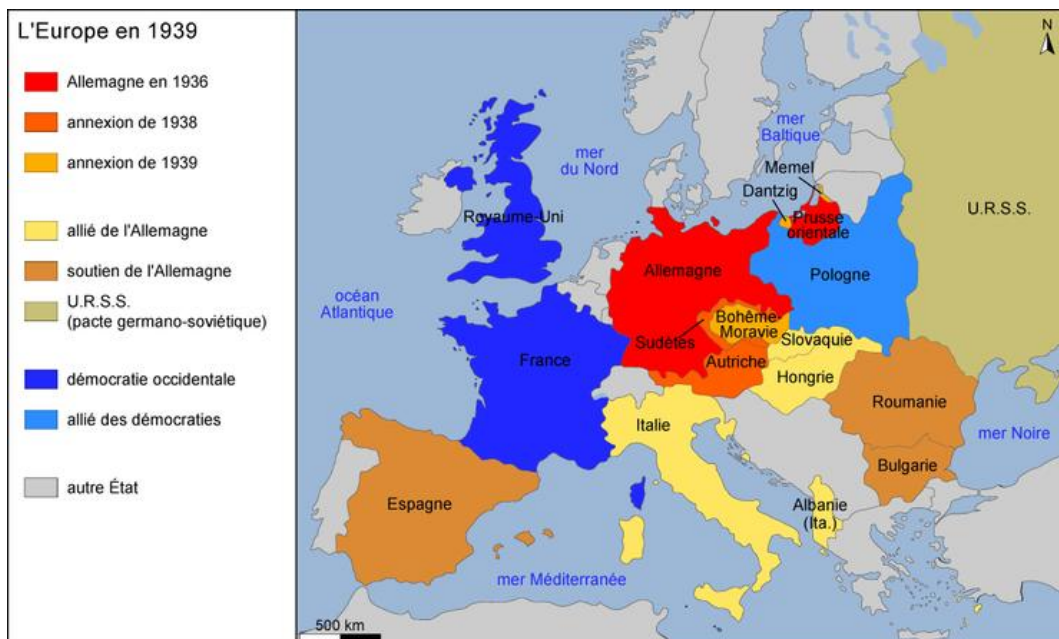 L'Europe en 1939
Allemagne en 1936
annexion de 1938
annexion de 1939
allié de l'Allemagne
soutien de l'Allemagne
U.R.S.S.
(pacte germano-soviétique)
démocratie occidentale
allié des démocraties
autre État
N
mer
Baltique
mer
du Nord
Memel
Dantzig
Prusse
orientale
U.R.S.S.
Royaume-Uni
Allemagne
Pologne
océan
Atlantique
Bohême-
Moravie
Sudètes
Slovaquie
France
Autriche
Hongrie
Roumanie
Italie
mer Noire
Bulgarie
Espagne
Albanie
(Ita.)
mer Méditerranée
500 km